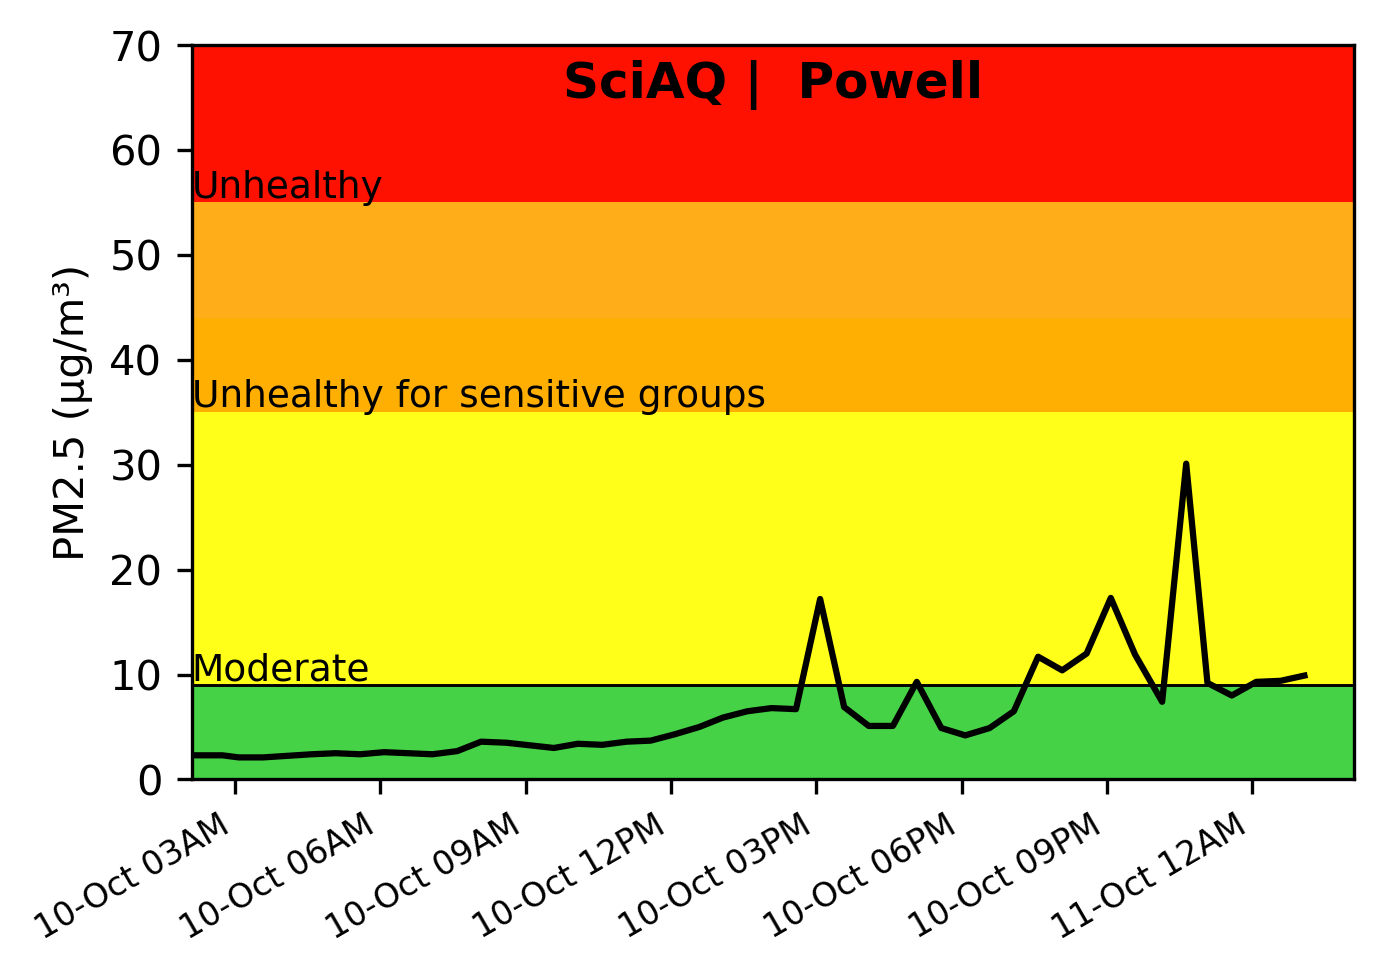 SciAQ |  Powell
70
60
50
40
30
20
10
0
PM2.5 (µg/m³)
Unhealthy
Unhealthy for sensitive groups
Moderate
10-Oct 03AM
10-Oct 06AM
10-Oct 09AM
10-Oct 12PM
10-Oct 03PM
10-Oct 06PM
10-Oct 09PM
11-Oct 12AM